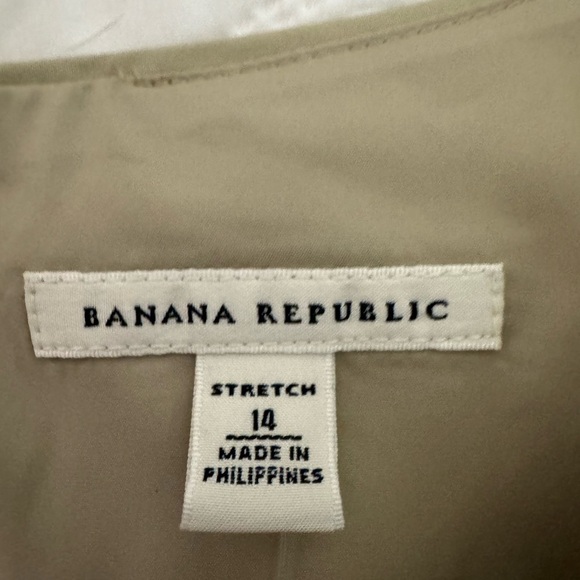 BANANA REPUBLIC
STRETCH
14
MADE IN
PHILIPPINES